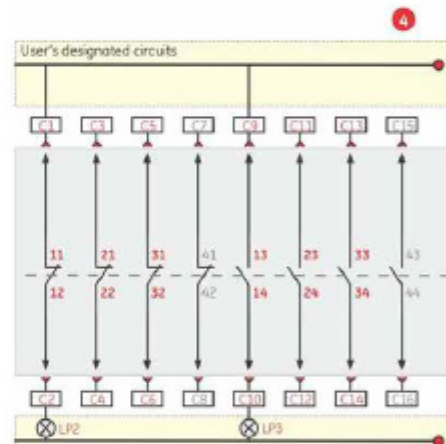 4
User's designated circuits
C1 C3 C5 C7 C9 C11 C13 C15
11 21 31 41 13 23 33 43
12 22 32 42 14 24 34 44
C2 C4 C6 C8 C10 C12 C14 C16
LP2 LP3